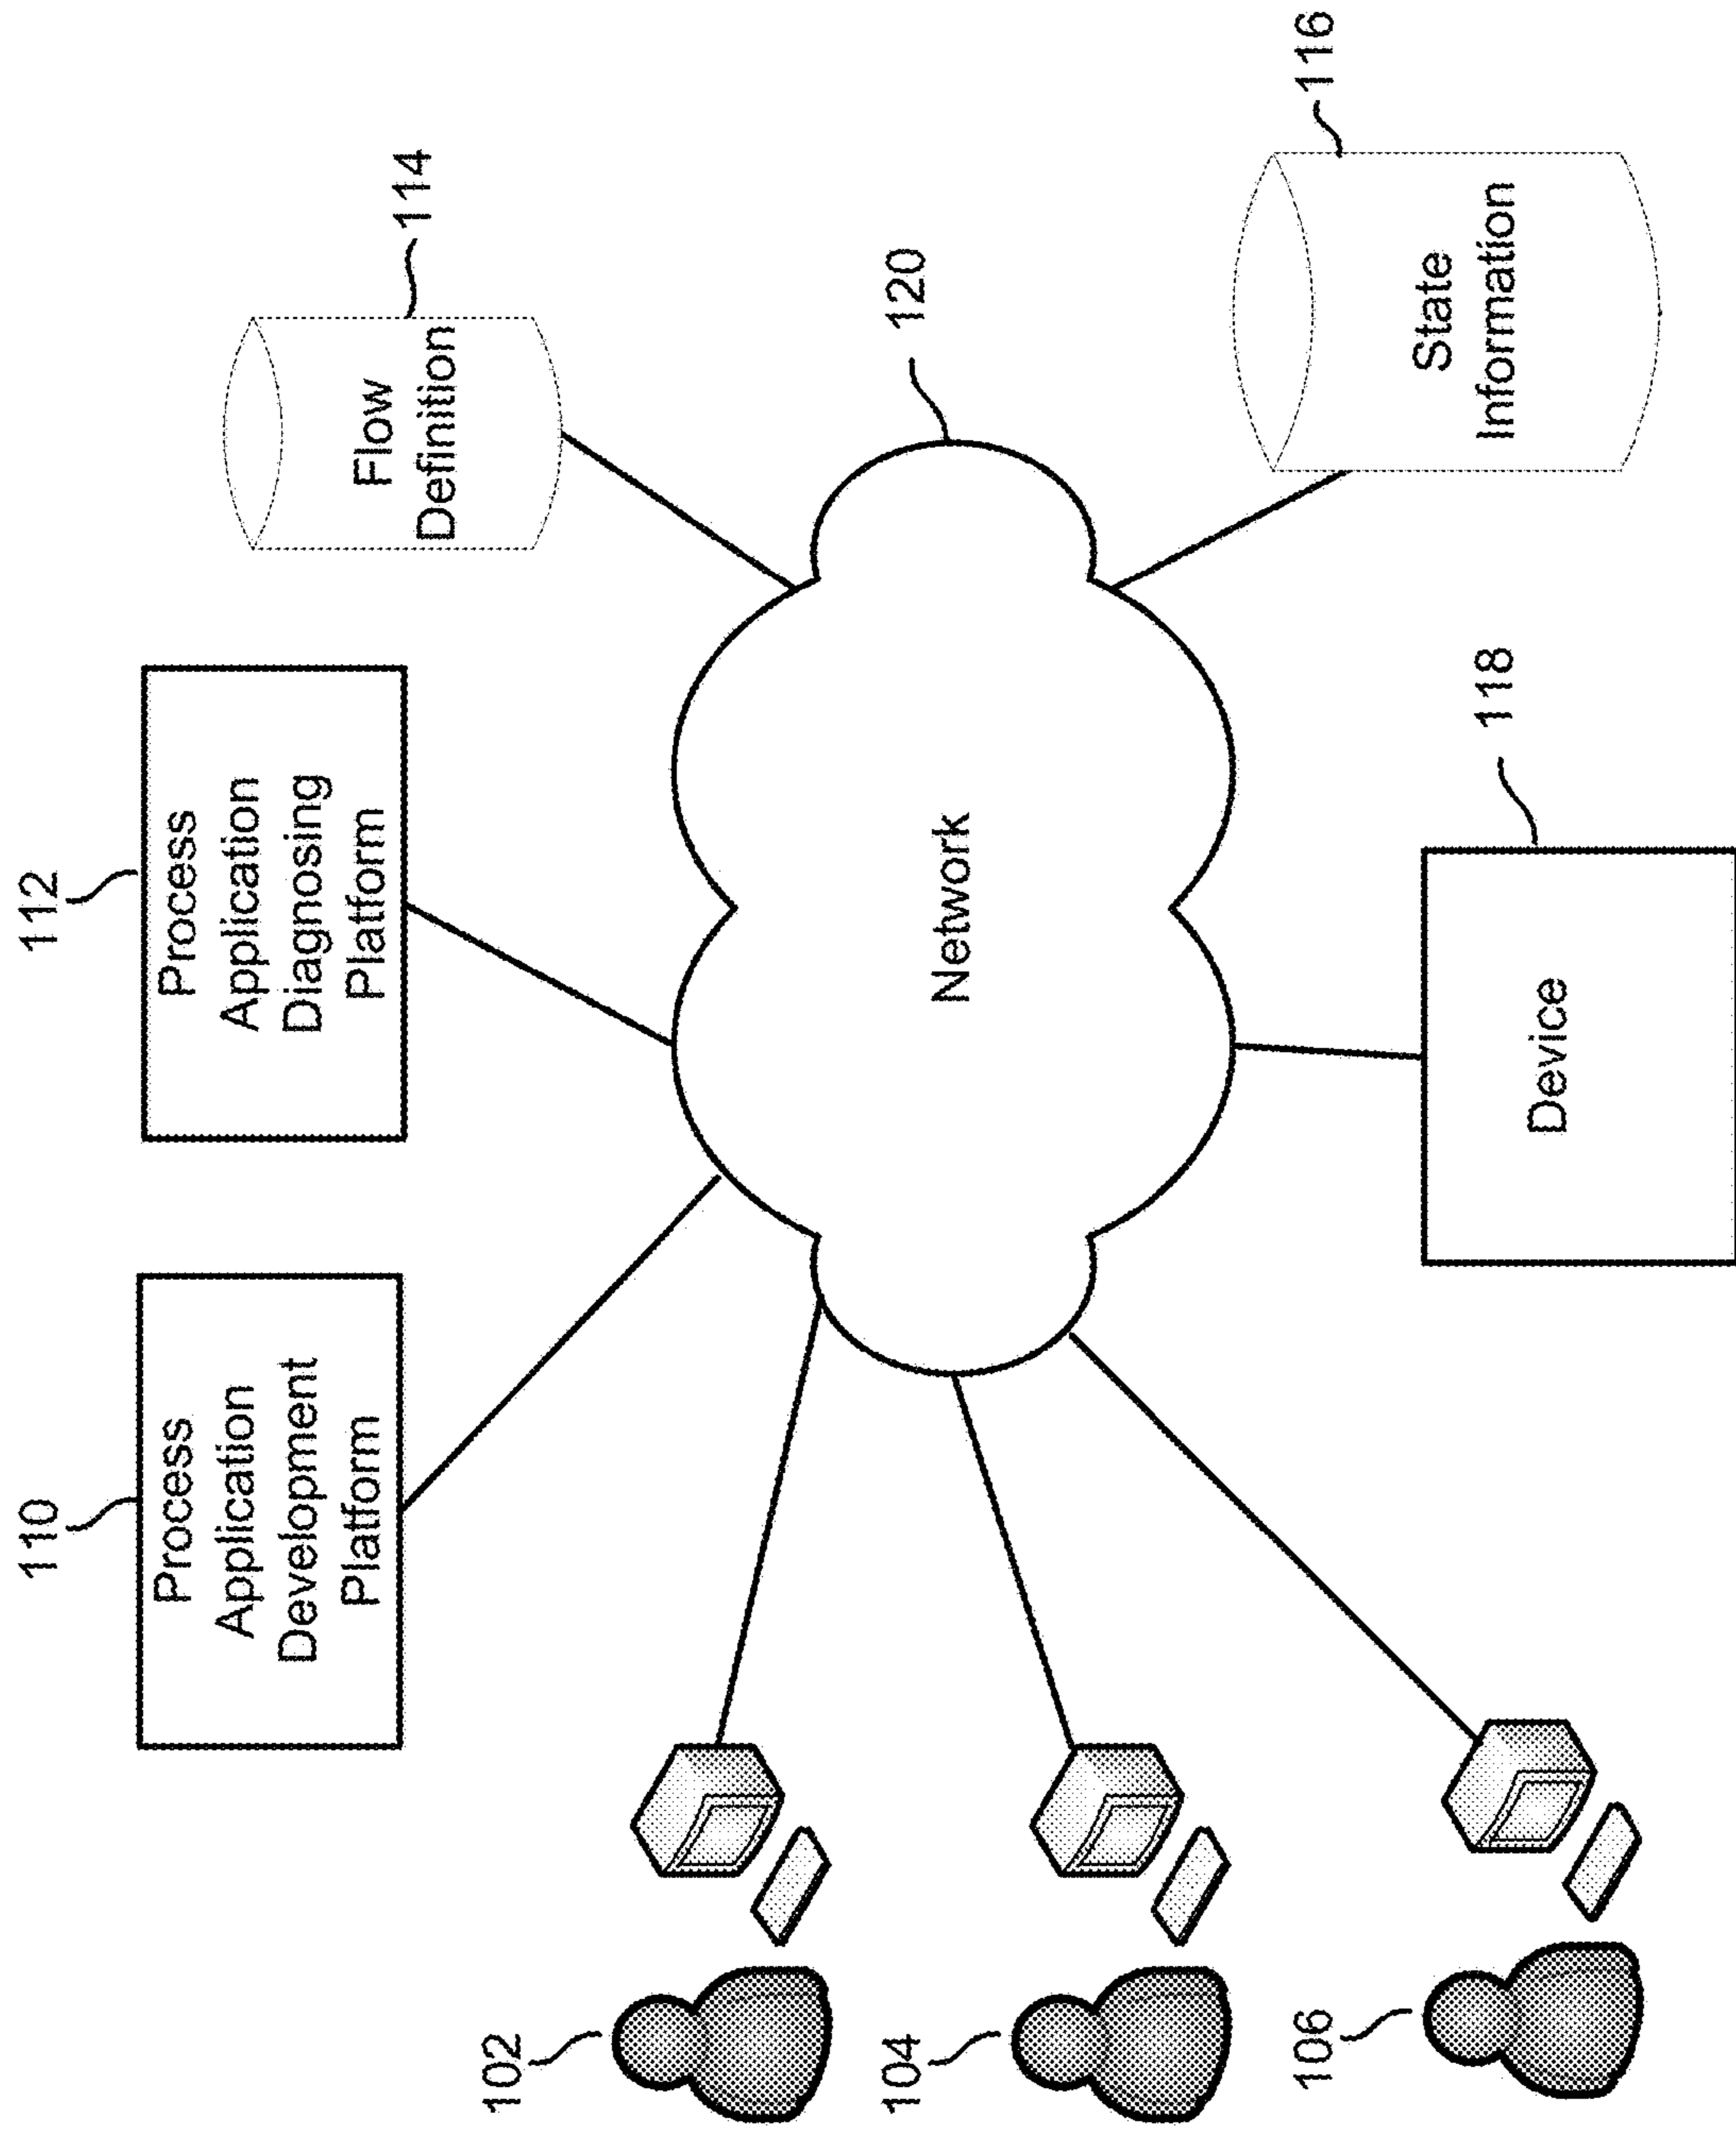 110
Process
Application
Development
Platform
112
Process
Application
Diagnosing
Platform
Flow
Definition
114
102
104
106
Network
120
Device
118
State
Information
116